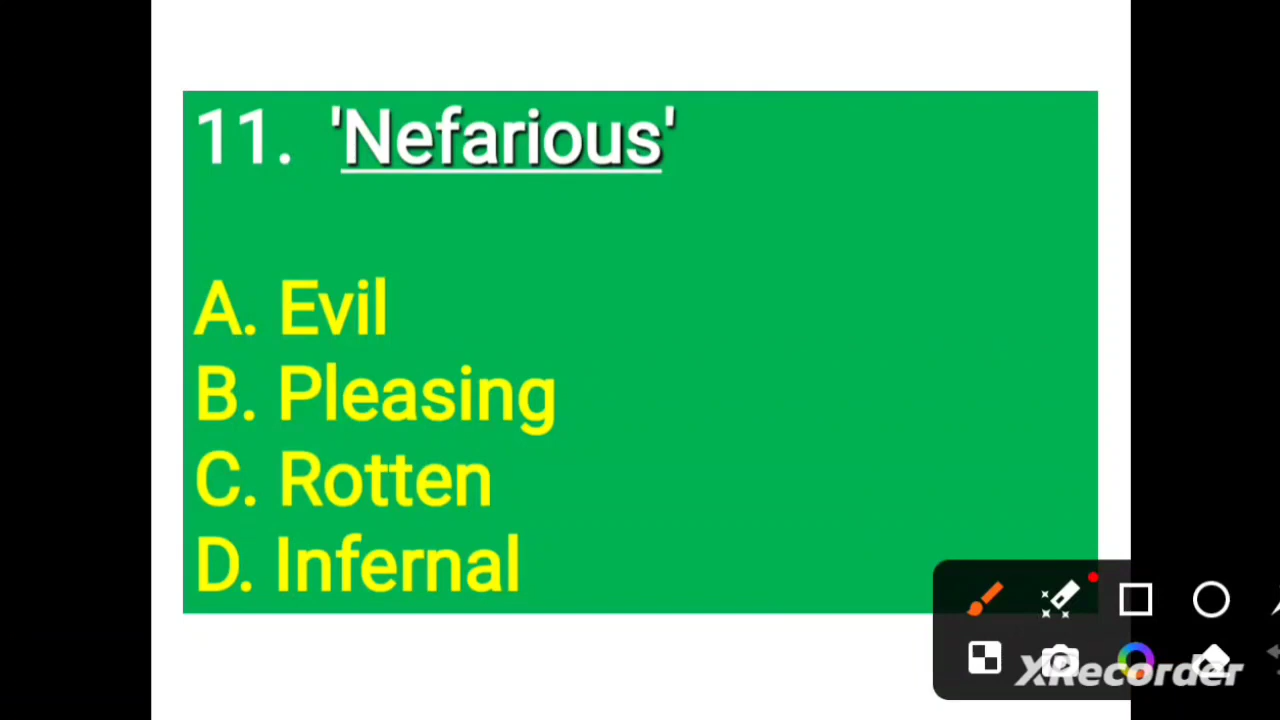 11. 'Nefarious'
A. Evil
B. Pleasing
C. Rotten
D. Infernal
XRecorder